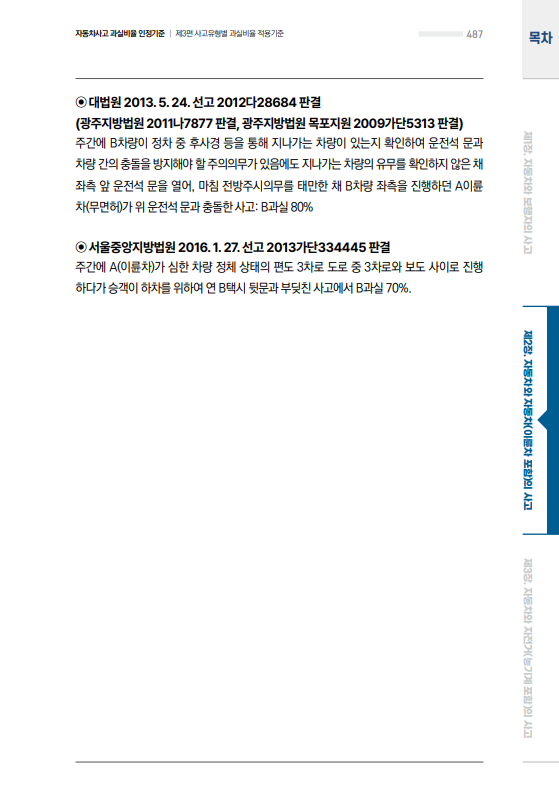 자동차사고 과실비율 인정기준 | 제3편 사고유형별 과실비율 적용기준
487
목차
◉ 대법원 2013. 5. 24. 선고 2012다28684 판결
(광주지방법원 2011나7877 판결, 광주지방법원 목포지원 2009가단5313 판결)
주간에 B차량이 정차 중 후사경 등을 통해 지나가는 차량이 있는지 확인하여 운전석 문과
차량 간의 충돌을 방지해야 할 주의의무가 있음에도 지나가는 차량의 유무를 확인하지 않은 채
좌측 앞 운전석 문을 열어, 마침 전방주시의무를 태만한 채 B차량 좌측을 진행하던 A이륜
차(무면허)가 위 운전석 문과 충돌한 사고: B과실 80%
◉ 서울중앙지방법원 2016. 1. 27. 선고 2013가단334445 판결
주간에 A(이륜차)가 심한 차량 정체 상태의 편도 3차로 도로 중 3차로와 보도 사이로 진행
하다가 승객이 하차를 위하여 연 B택시 뒷문과 부딪친 사고에서 B과실 70%.
제1장. 자동차와 보행자의 사고
제2장. 자동차와 자동차(이륜차 포함)의 사고
제3장. 자동차와 자전거(농기계 포함)의 사고